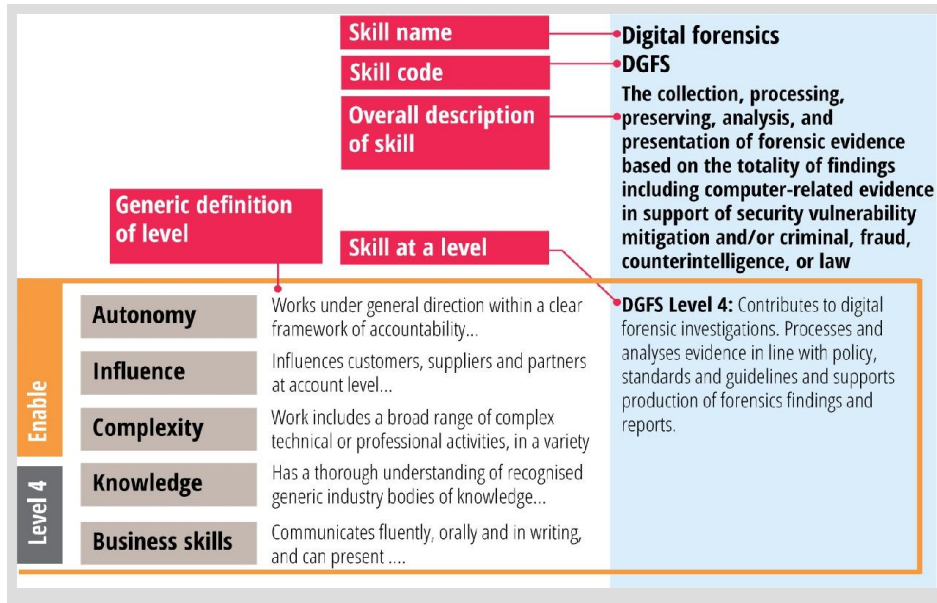 Skill name
Digital forensics
Skill code
DGFS
Overall description
of skill
The collection, processing,
preserving, analysis, and
presentation of forensic evidence
based on the totality of findings
including computer-related evidence
in support of security vulnerability
mitigation and/or criminal, fraud,
counterintelligence, or law
Generic definition
of level
Skill at a level
Enable
Level 4
Autonomy
Works under general direction within a clear
framework of accountability...
Influence
Influences customers, suppliers and partners
at account level...
Complexity
Work includes a broad range of complex
technical or professional activities, in a variety
Knowledge
Has a thorough understanding of recognised
generic industry bodies of knowledge...
Business skills
Communicates fluently, orally and in writing,
and can present ....
DGFS Level 4: Contributes to digital
forensic investigations. Processes and
analyses evidence in line with policy,
standards and guidelines and supports
production of forensics findings and
reports.